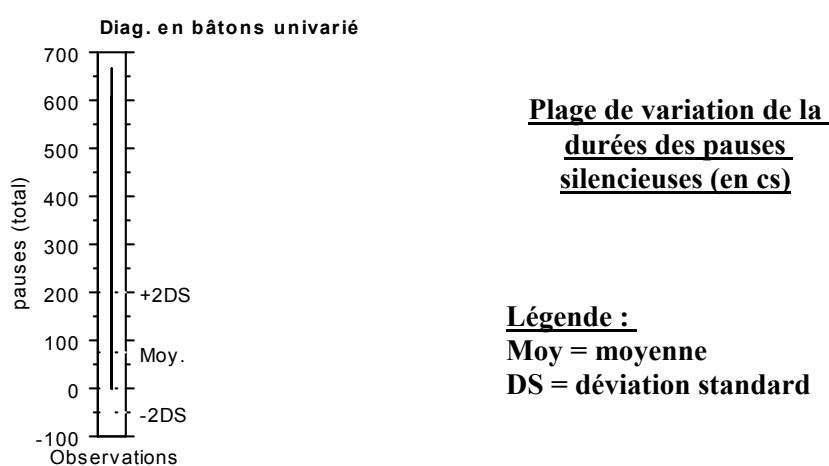 Diag. en bâtons univarié
700
600
500
400
300
200
100
0
-100
pauses (total)
+2DS
Moy.
-2DS
Observations
Plage de variation de la
durées des pauses
silencieuses (en cs)
Légende :
Moy = moyenne
DS = déviation standard